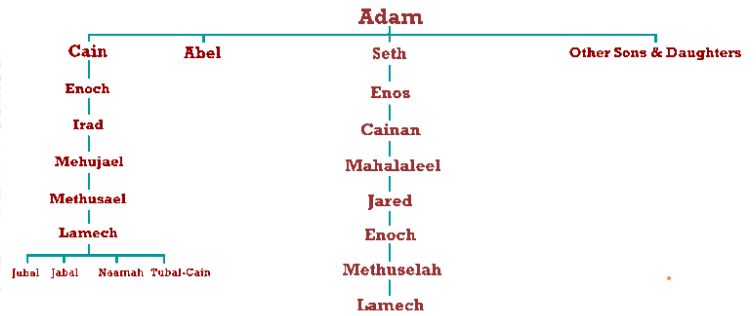 Adam
Cain Abel Seth Other Sons & Daughters
Enoch Enos
Irad Cainan
Mehujael Mahalaleel
Methusael Jared
Lamech Enoch
Jubal Jabal Naamah Tubal-Cain Methuselah
Lamech